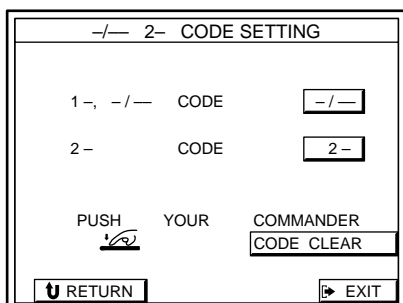 –/–– 2– CODE SETTING
1 –, – / –– CODE – / ––
2 – CODE 2 –
PUSH YOUR COMMANDER
CODE CLEAR
RETURN EXIT